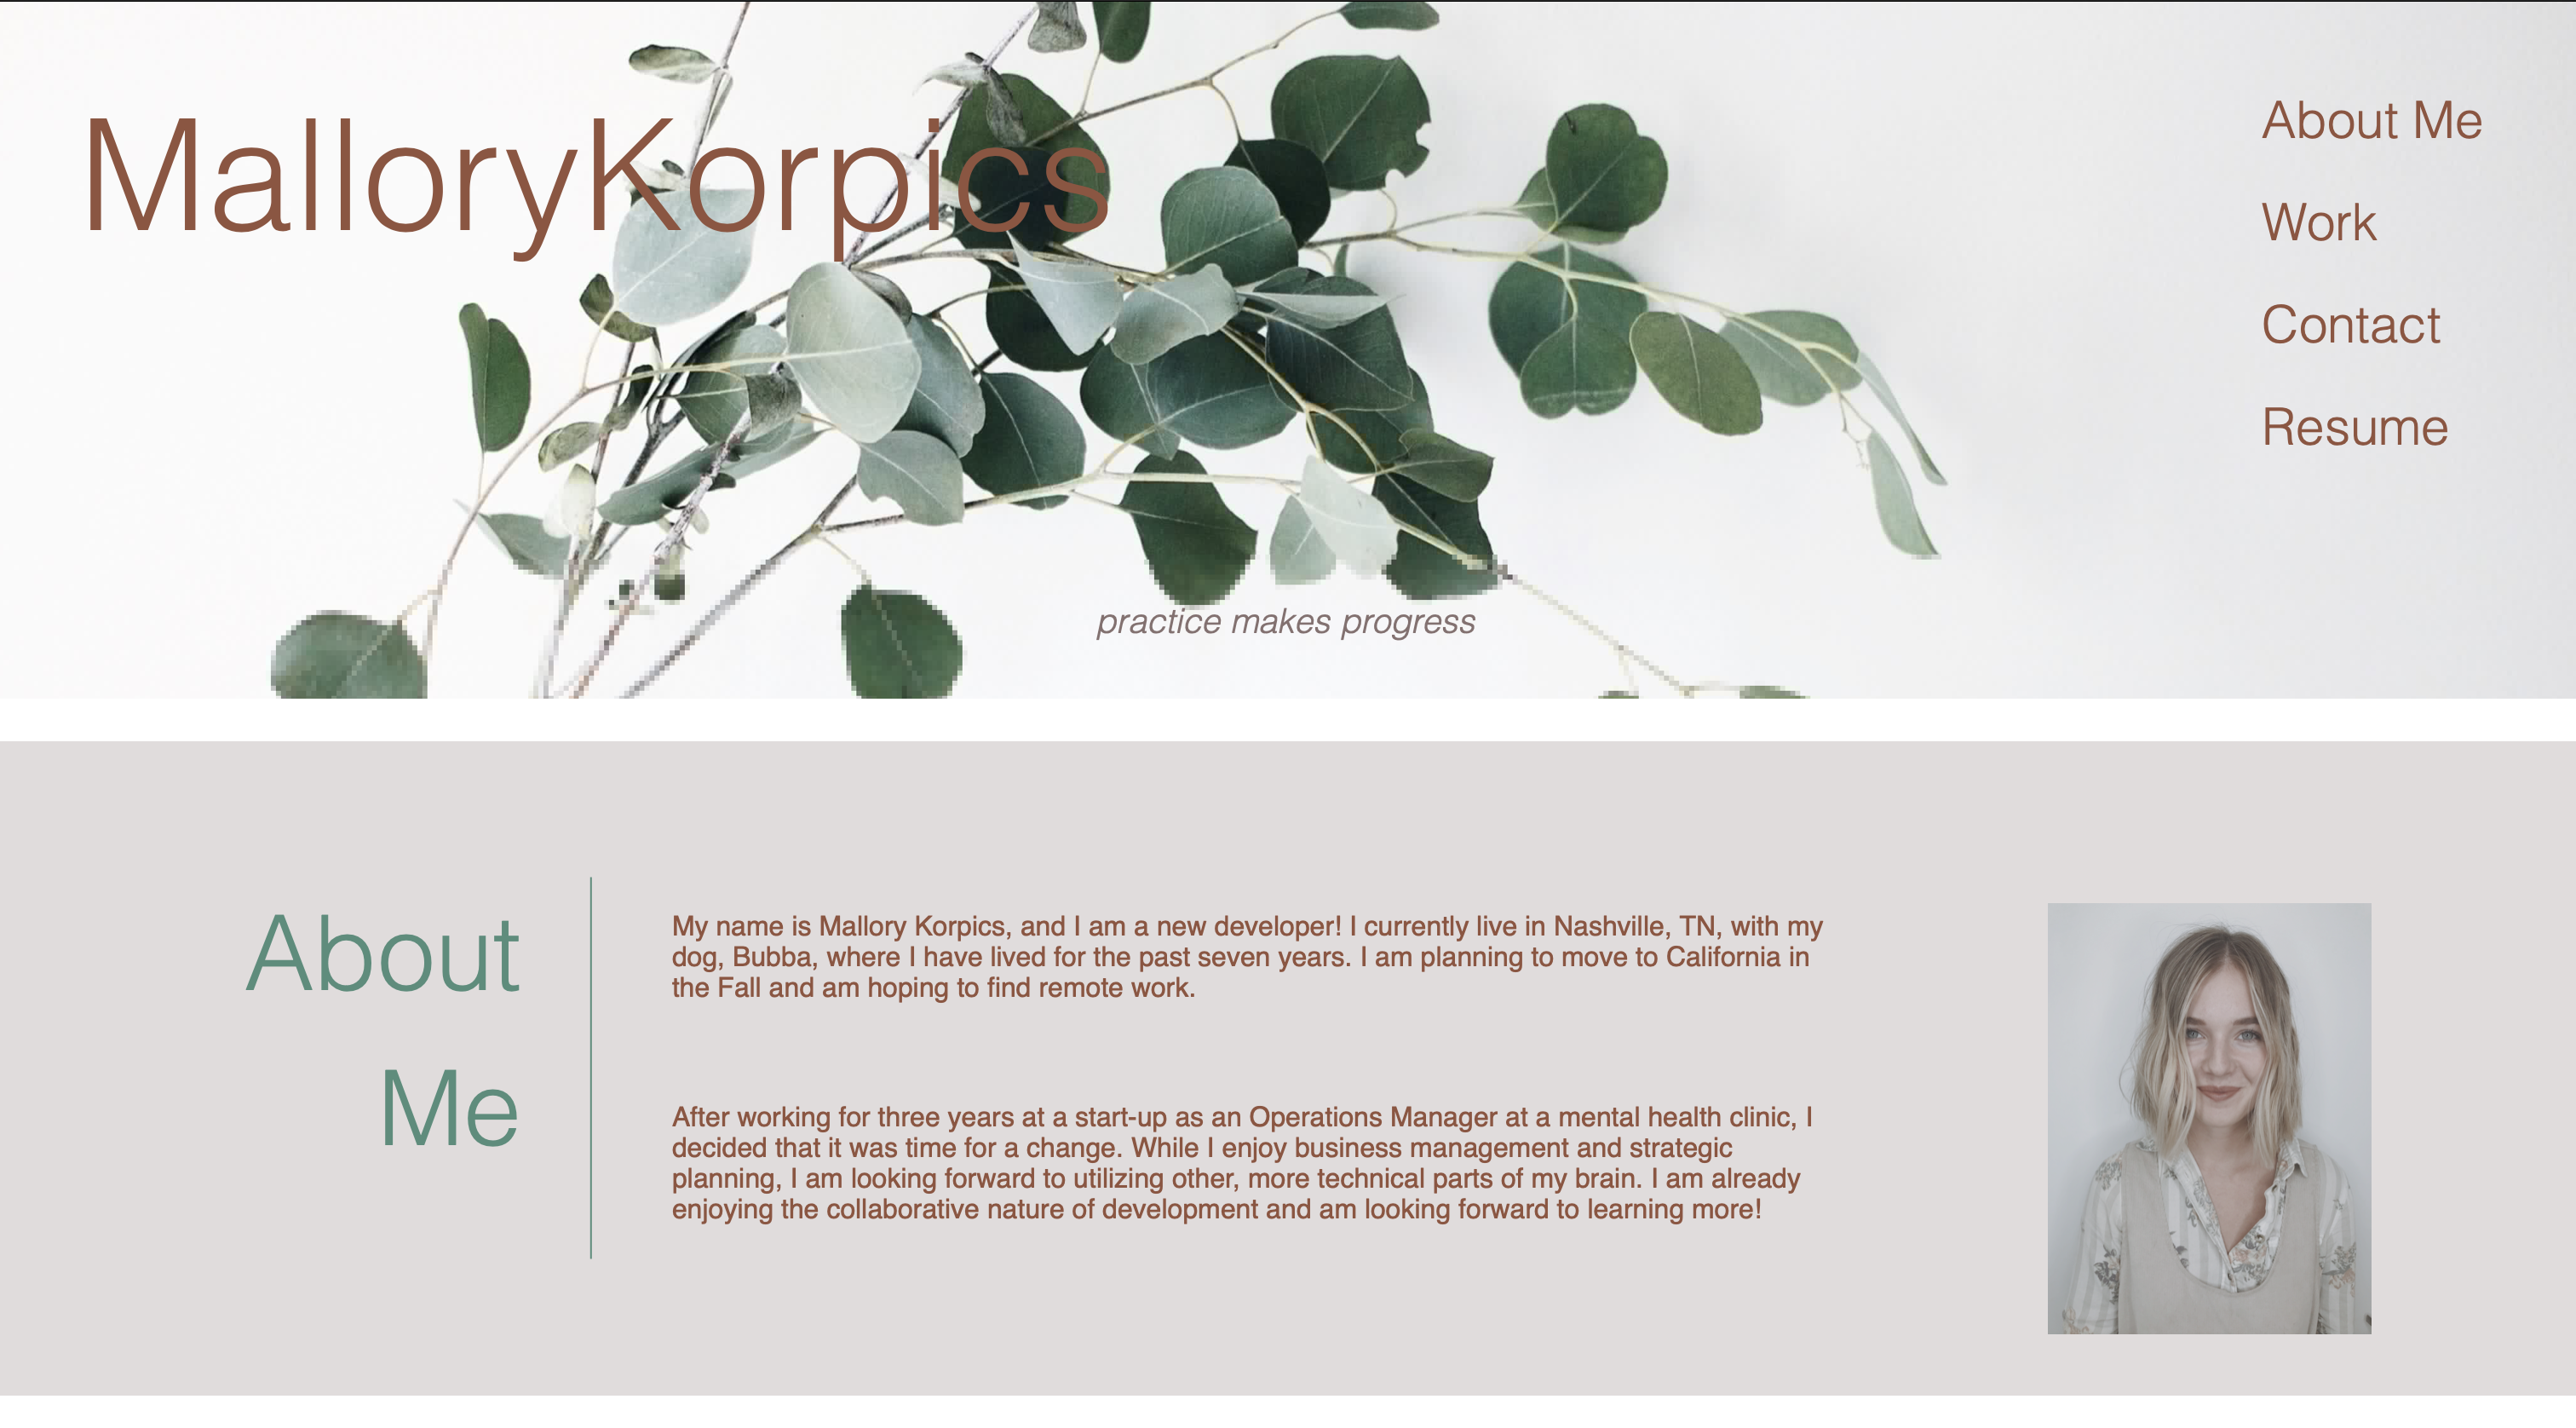 MalloryKorpics
About Me
Work
Contact
Resume
practice makes progress
About
Me
My name is Mallory Korpics, and I am a new developer! I currently live in Nashville, TN, with my
dog, Bubba, where I have lived for the past seven years. I am planning to move to California in
the Fall and am hoping to find remote work.
After working for three years at a start-up as an Operations Manager at a mental health clinic, I
decided that it was time for a change. While I enjoy business management and strategic
planning, I am looking forward to utilizing other, more technical parts of my brain. I am already
enjoying the collaborative nature of development and am looking forward to learning more!